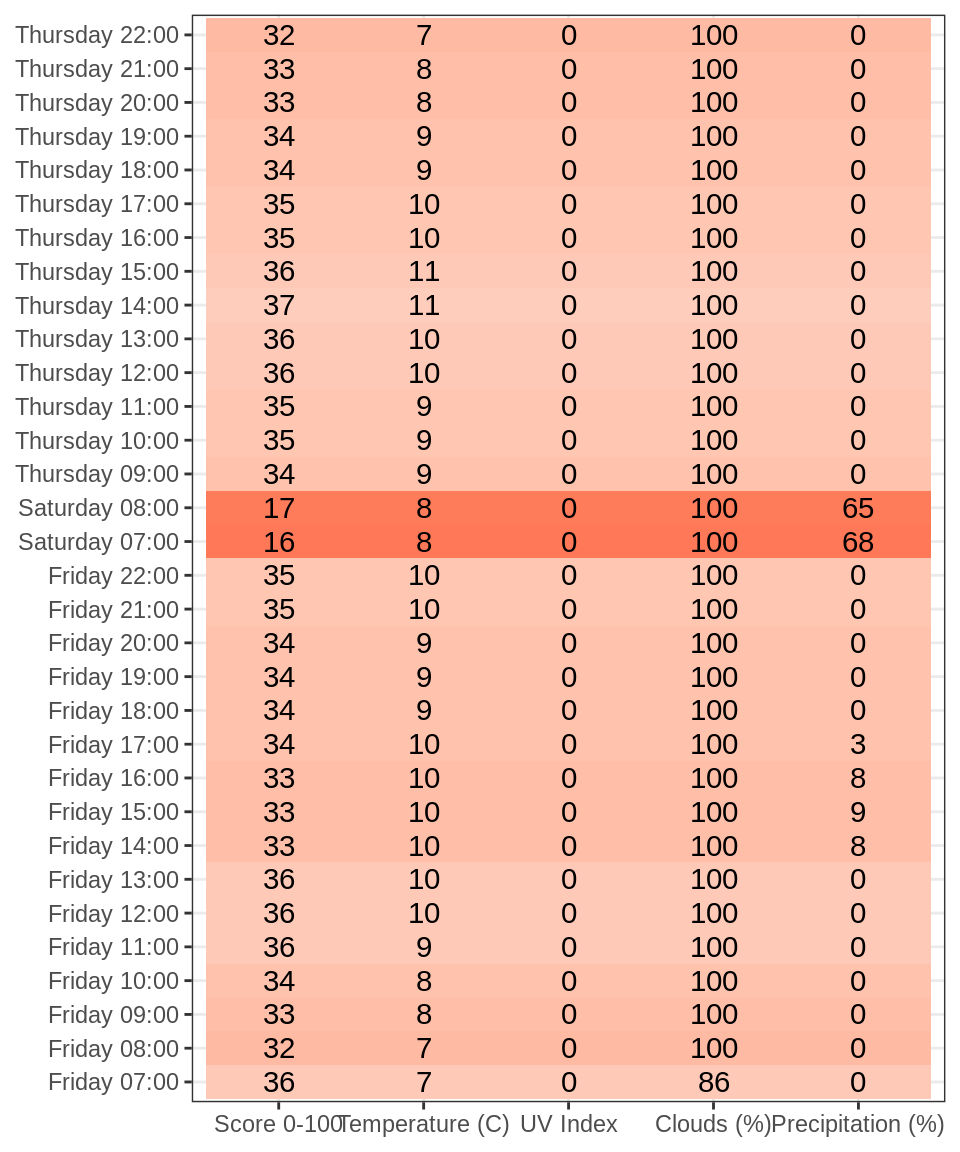 Thursday 22:00 32 7 0 100 0
Thursday 21:00 33 8 0 100 0
Thursday 20:00 33 8 0 100 0
Thursday 19:00 34 9 0 100 0
Thursday 18:00 34 9 0 100 0
Thursday 17:00 35 10 0 100 0
Thursday 16:00 35 10 0 100 0
Thursday 15:00 36 11 0 100 0
Thursday 14:00 37 11 0 100 0
Thursday 13:00 36 10 0 100 0
Thursday 12:00 36 10 0 100 0
Thursday 11:00 35 9 0 100 0
Thursday 10:00 35 9 0 100 0
Thursday 09:00 34 9 0 100 0
Saturday 08:00 17 8 0 100 65
Saturday 07:00 16 8 0 100 68
Friday 22:00 35 10 0 100 0
Friday 21:00 35 10 0 100 0
Friday 20:00 34 9 0 100 0
Friday 19:00 34 9 0 100 0
Friday 18:00 34 9 0 100 0
Friday 17:00 34 10 0 100 3
Friday 16:00 33 10 0 100 8
Friday 15:00 33 10 0 100 9
Friday 14:00 33 10 0 100 8
Friday 13:00 36 10 0 100 0
Friday 12:00 36 10 0 100 0
Friday 11:00 36 9 0 100 0
Friday 10:00 34 8 0 100 0
Friday 09:00 33 8 0 100 0
Friday 08:00 32 7 0 100 0
Friday 07:00 36 7 0 86 0
Score 0-100 Temperature (C) UV Index Clouds (%) Precipitation (%)